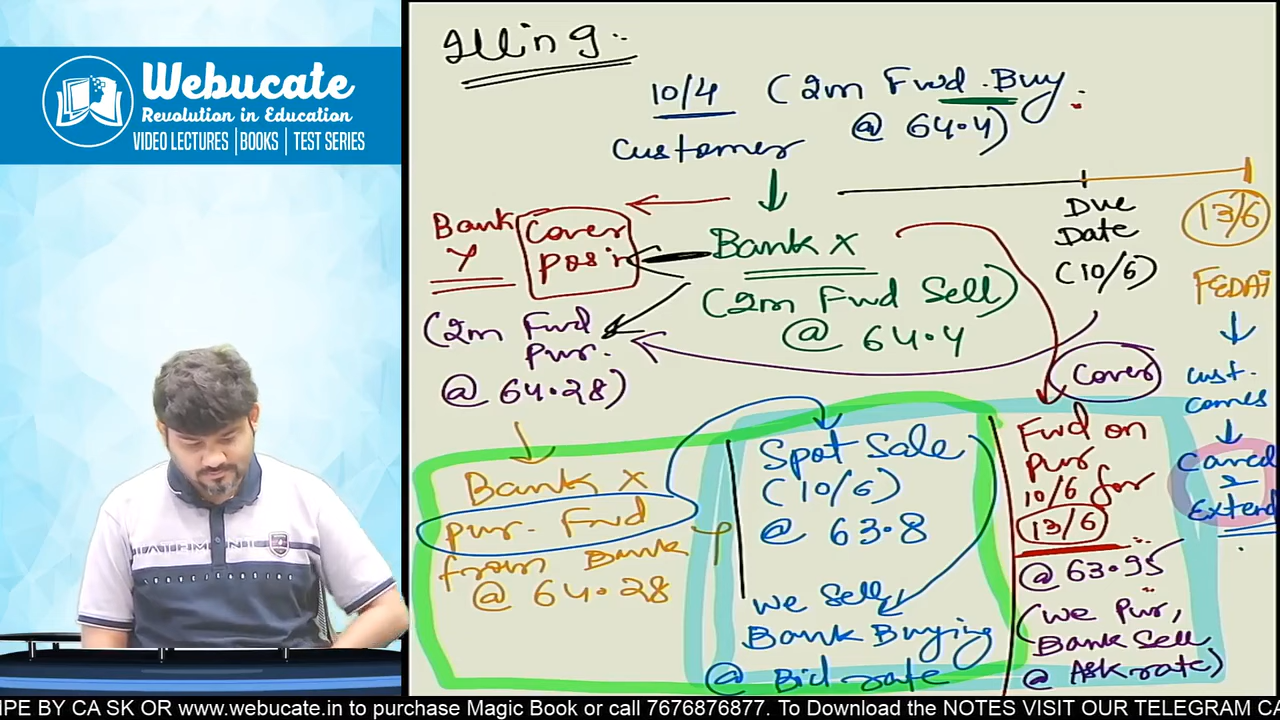 Webucate
Revolution in Education
VIDEO LECTURES | BOOKS | TEST SERIES
Illin 9.
10/4 (2m Fwd Buy
@ 64.4)
Customer
Bank X
(2m Fwd Sell)
@ 64.4
Bank
Y
Cover
pos'n
(2m Fwd
pur.
@ 64.28)
Due
Date
(10/6)
13/6
FEDAI
cust.
comes
Cancel
&
Extend
Cover
Bank X
pur. Fwd
from Bank Y
@ 64.28
Spot Sale
(10/6)
@ 63.8
We Sell,
Bank Buying
@ Bid rate
Fwd on
pur
10/6 for
13/6
@ 63.95
(we pur,
Bank Sell
@ Ask rate)
IPE BY CA SK OR www.webucate.in to purchase Magic Book or call 7676876877. To Download the NOTES VISIT OUR TELEGRAM CA